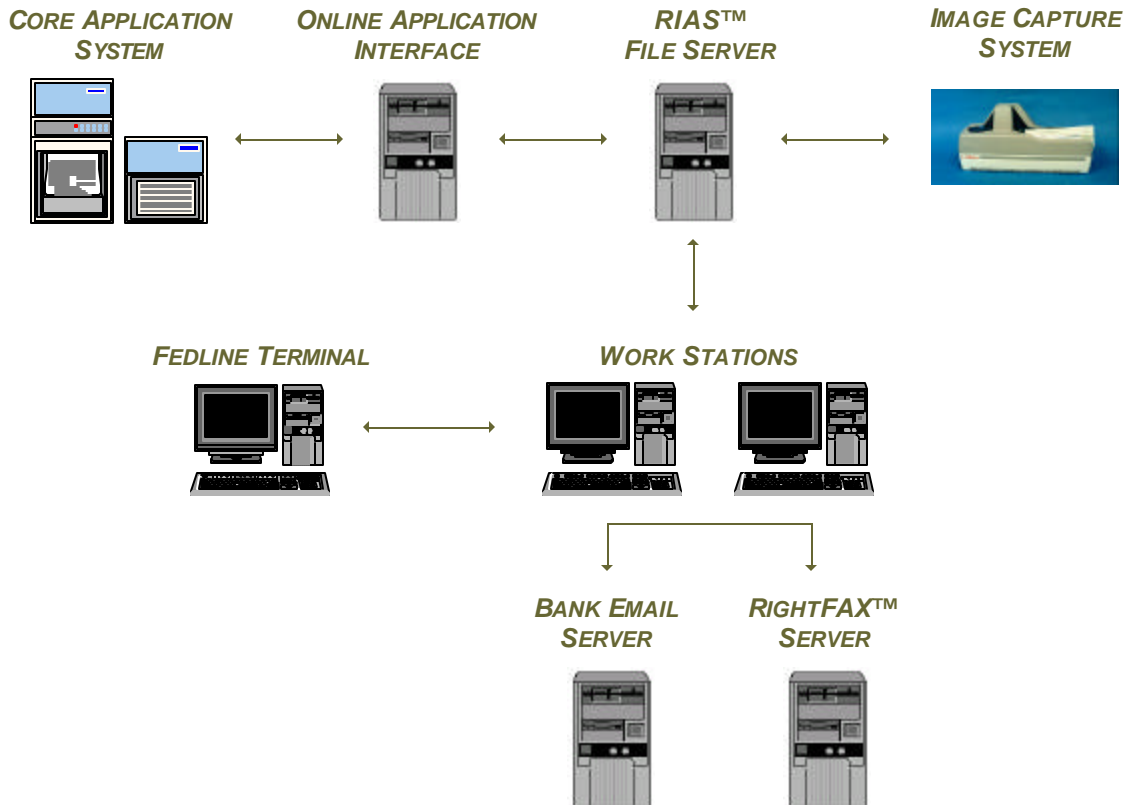 CORE APPLICATION
SYSTEM
ONLINE APPLICATION
INTERFACE
RIAS™
FILE SERVER
IMAGE CAPTURE
SYSTEM
FEDLINE TERMINAL
WORK STATIONS
BANK EMAIL
SERVER
RIGHTFAX™
SERVER